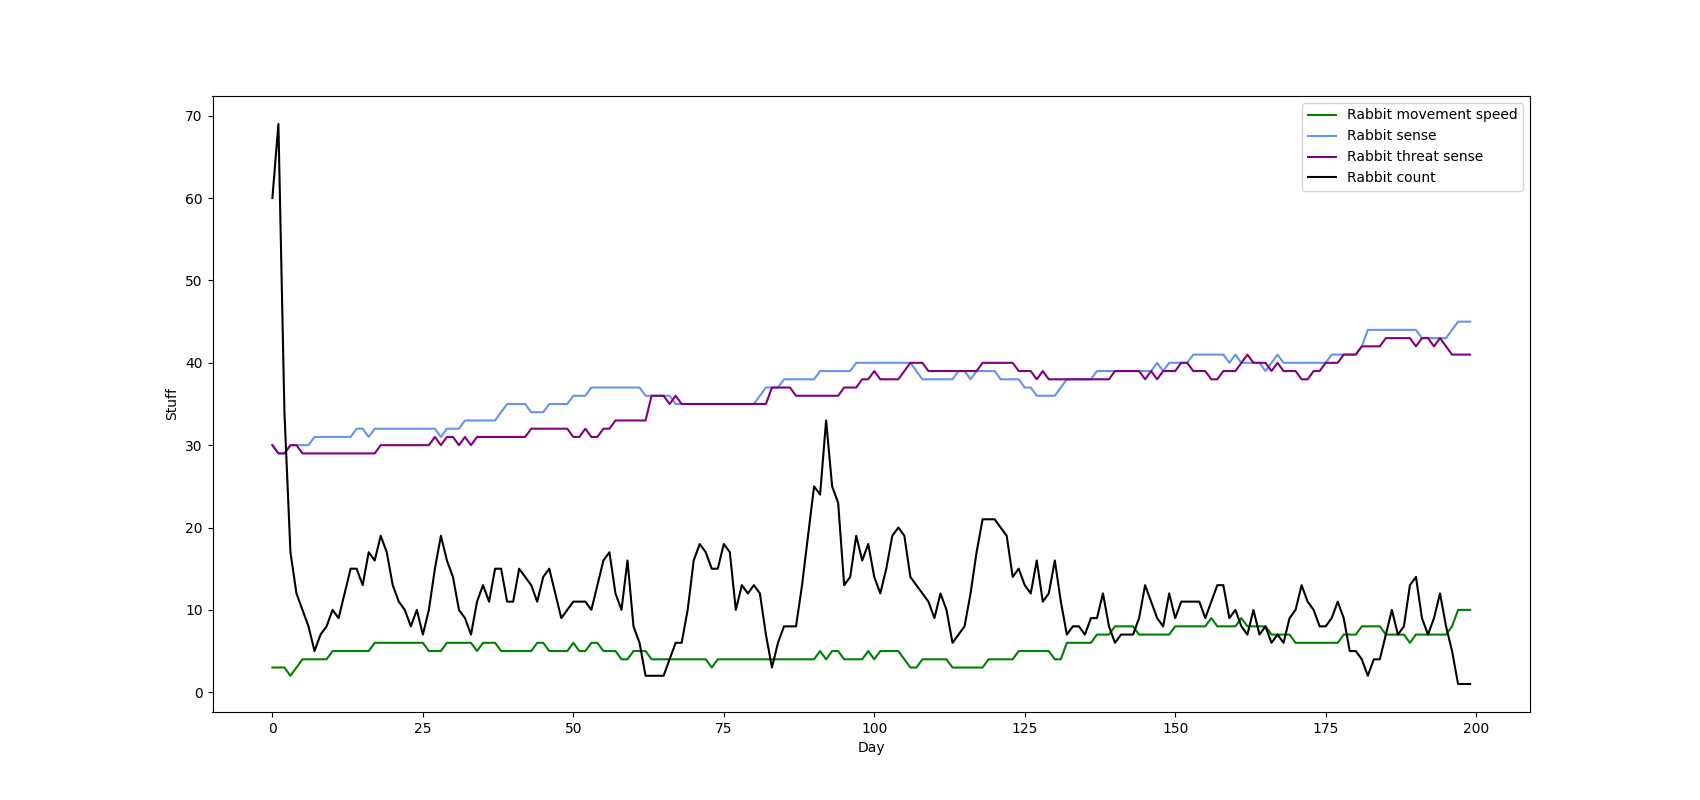 Rabbit movement speed
Rabbit sense
Rabbit threat sense
Rabbit count
70
60
50
40
30
20
10
0
Stuff
0 25 50 75 100 125 150 175 200
Day